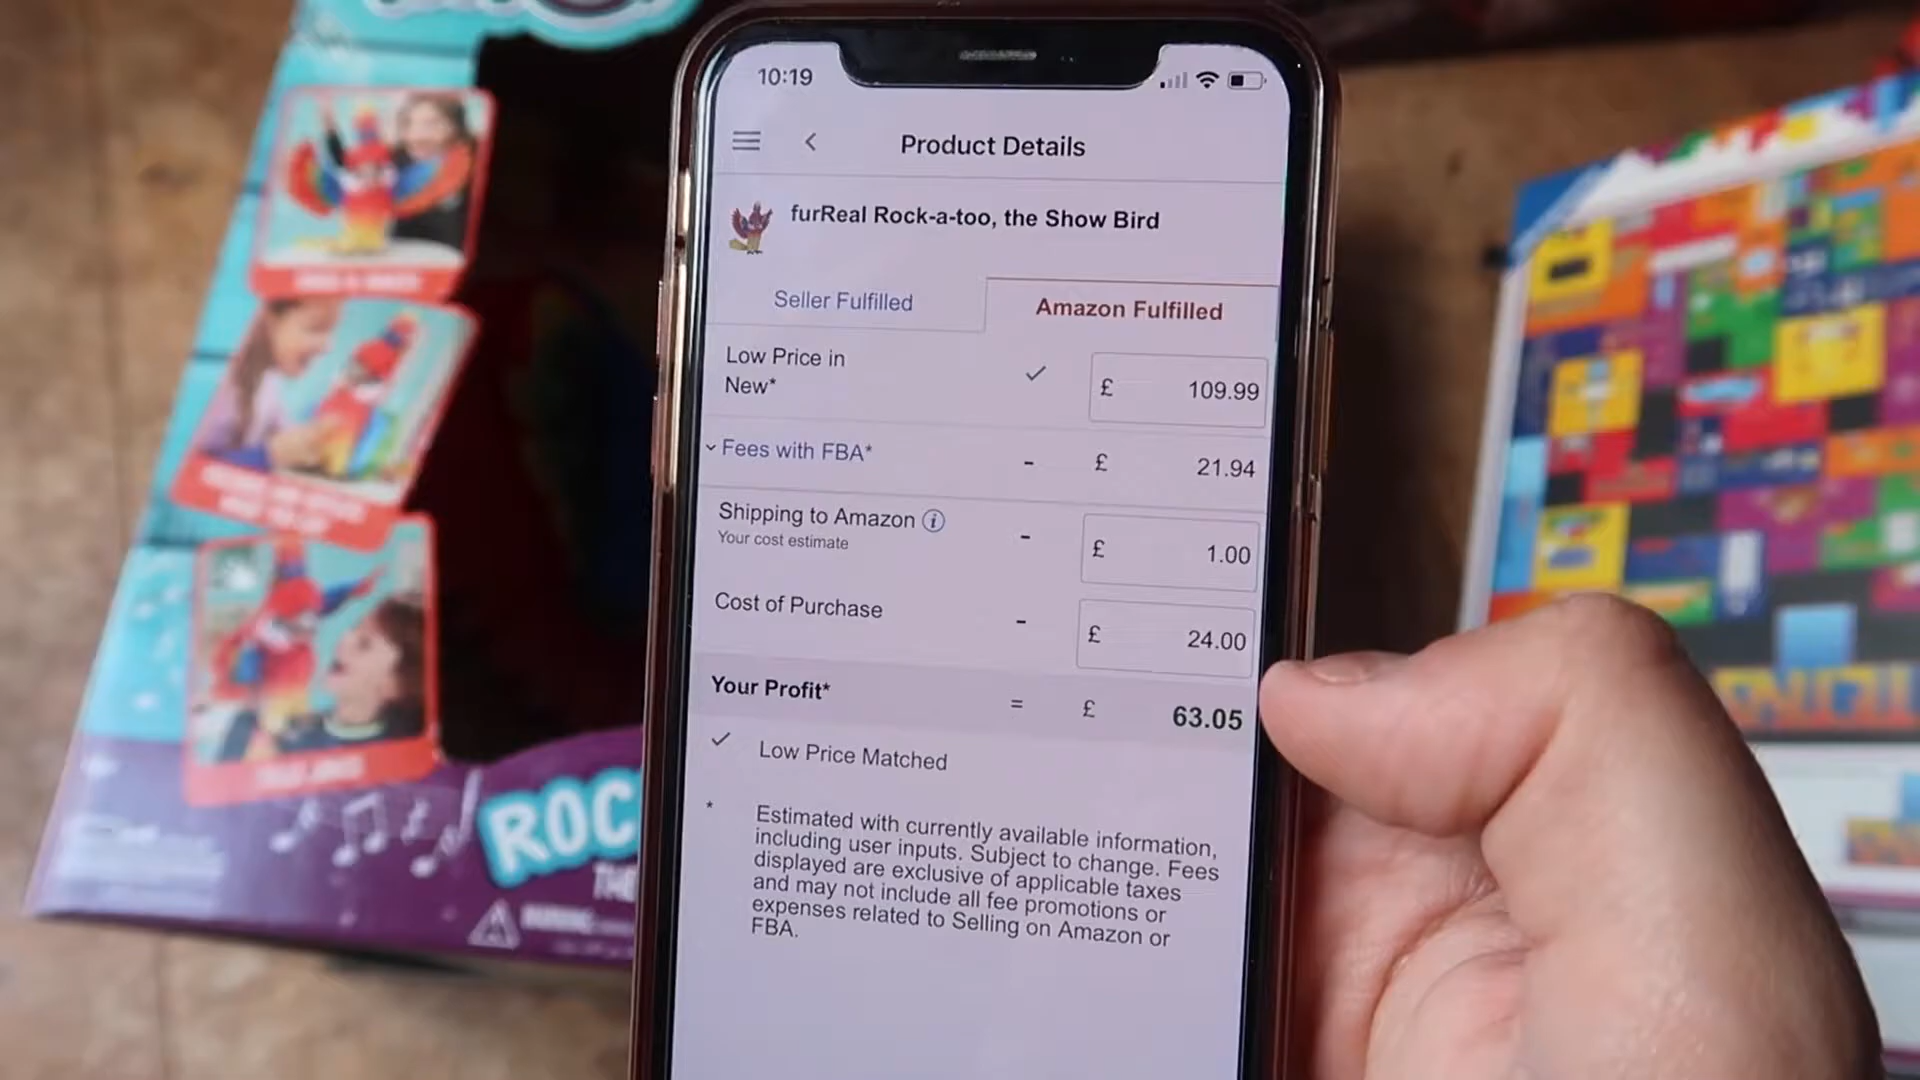 10:19
Product Details
furReal Rock-a-too, the Show Bird
Seller Fulfilled
Amazon Fulfilled
Low Price in
New*
£ 109.99
Fees with FBA*
- £ 21.94
Shipping to Amazon
Your cost estimate
- £ 1.00
Cost of Purchase
- £ 24.00
Your Profit*
= £ 63.05
Low Price Matched
* Estimated with currently available information,
including user inputs. Subject to change. Fees
displayed are exclusive of applicable taxes
and may not include all fee promotions or
expenses related to Selling on Amazon or
FBA.
ROC
THE
WARNING